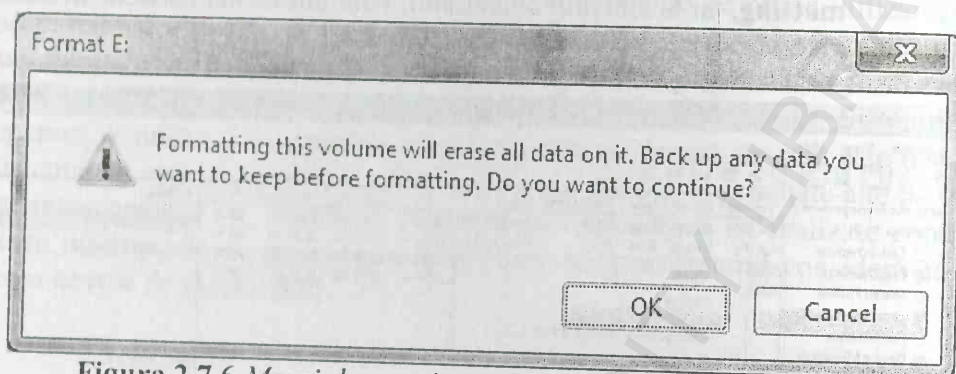 Format E:
Formatting this volume will erase all data on it. Back up any data you
want to keep before formatting. Do you want to continue?
OK
Cancel
Figure 2.7.6